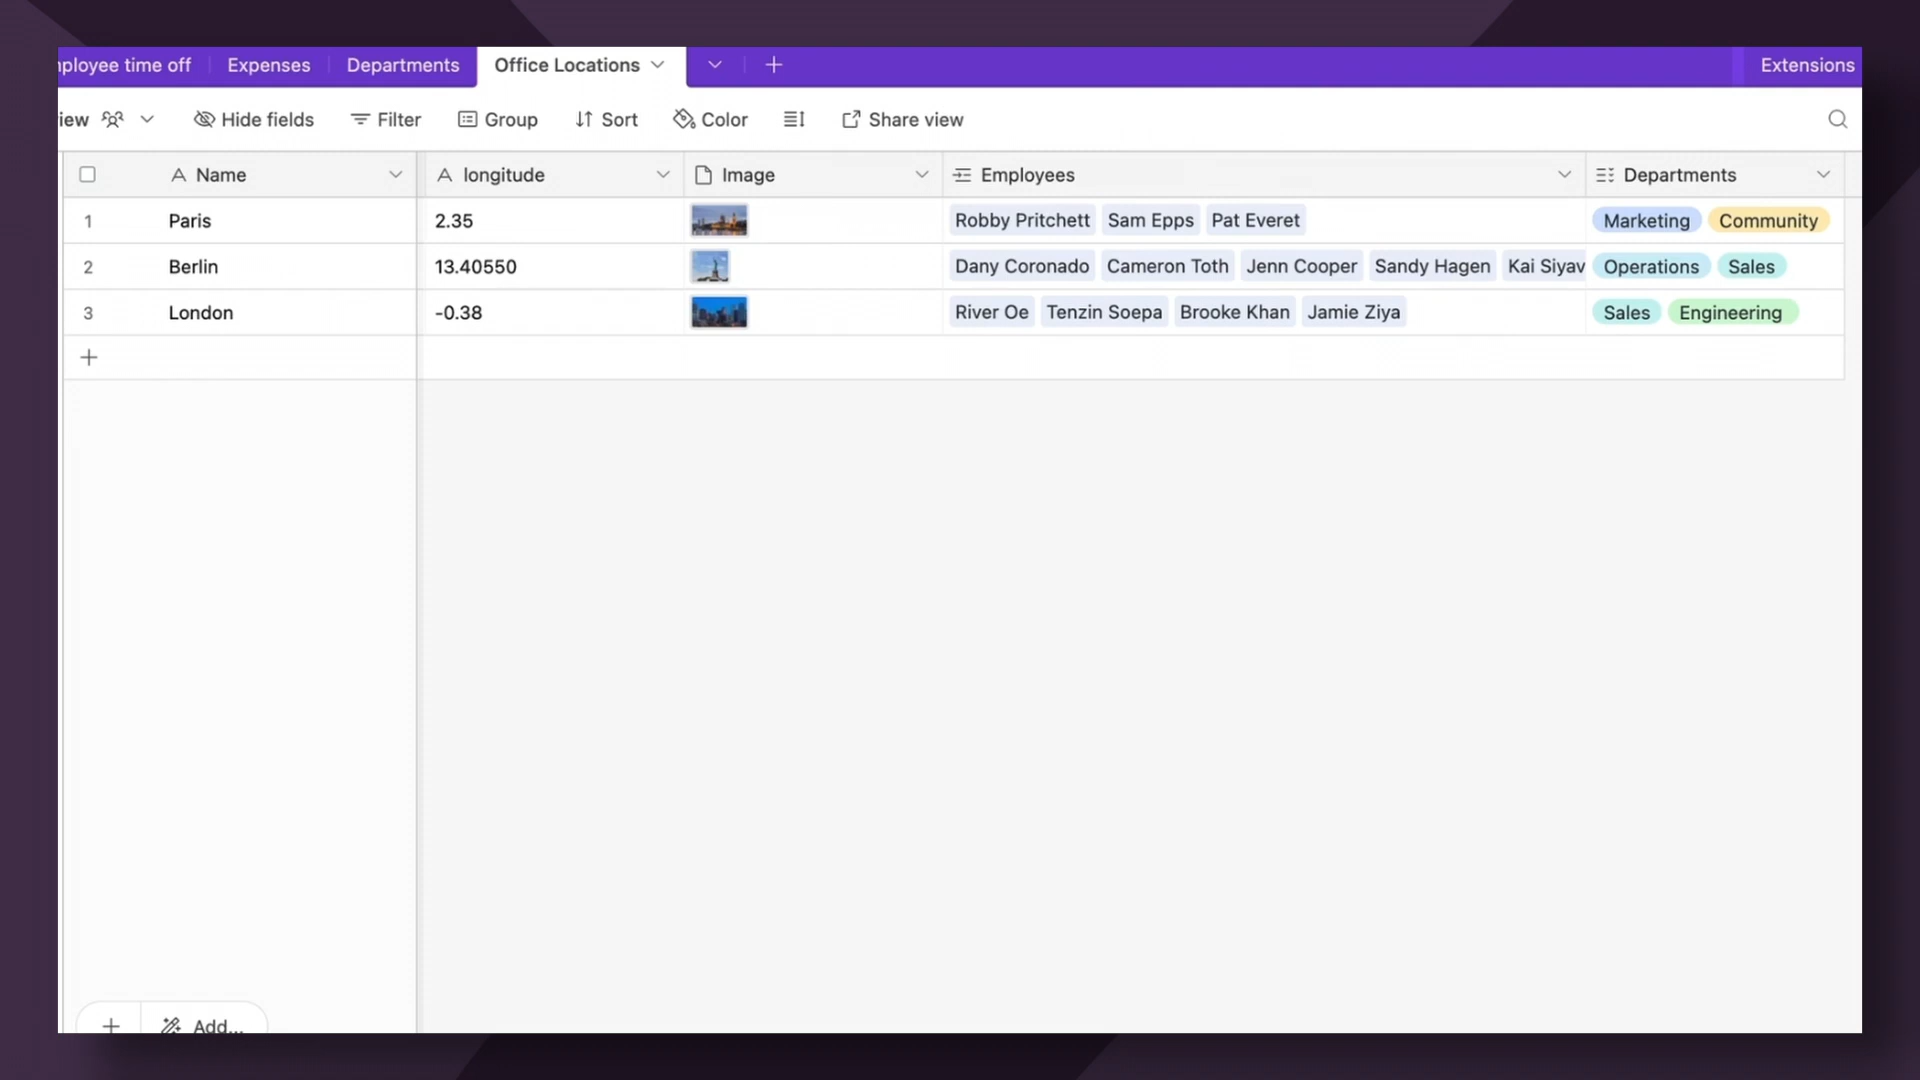 mployee time off Expenses Departments Office Locations Extensions
iew Hide fields Filter Group Sort Color Share view
Name longitude Image Employees Departments
1 Paris 2.35 Robby Pritchett Sam Epps Pat Everet Marketing Community
2 Berlin 13.40550 Dany Coronado Cameron Toth Jenn Cooper Sandy Hagen Kai Siyav Operations Sales
3 London -0.38 River Oe Tenzin Soepa Brooke Khan Jamie Ziya Sales Engineering
Add...